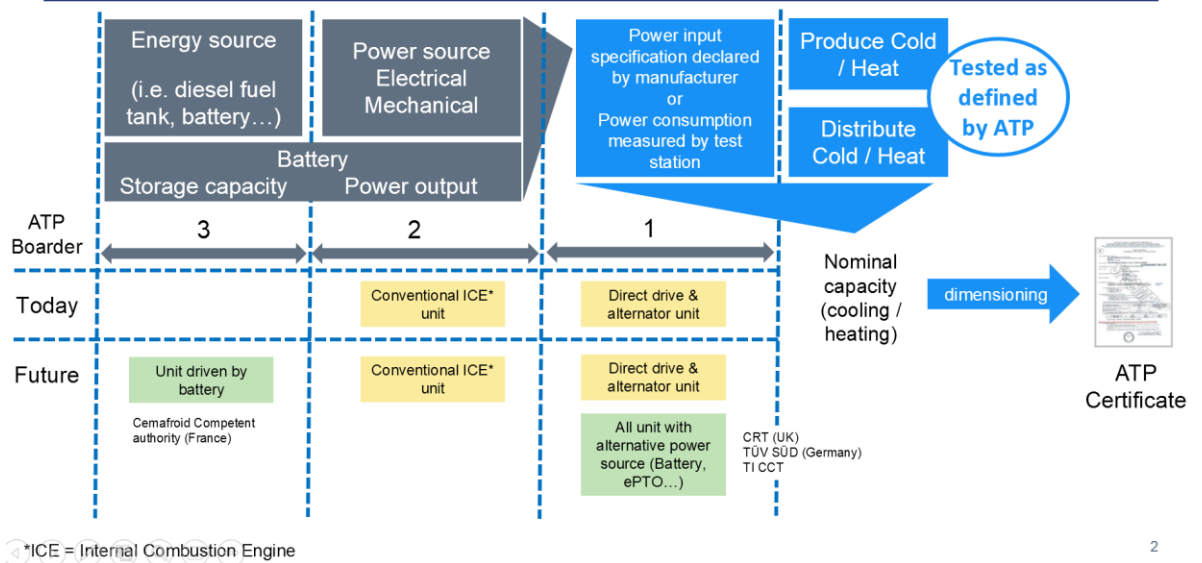 Energy source
(i.e. diesel fuel
tank, battery…)
Power source
Electrical
Mechanical
Battery
Storage capacity
Power output
Power input
specification declared
by manufacturer
or
Power consumption
measured by test
station
Produce Cold
/ Heat
Distribute
Cold / Heat
Tested as
defined
by ATP
ATP
Boarder
3
2
1
Nominal
capacity
(cooling /
heating)
dimensioning
ATP
Certificate
Today
Conventional ICE*
unit
Direct drive &
alternator unit
Future
Unit driven by
battery
Conventional ICE*
unit
Direct drive &
alternator unit
Cemafroid Competent
authority (France)
All unit with
alternative power
source (Battery,
ePTO…)
CRT (UK)
TÜV SÜD (Germany)
TI CCT
*ICE = Internal Combustion Engine
2